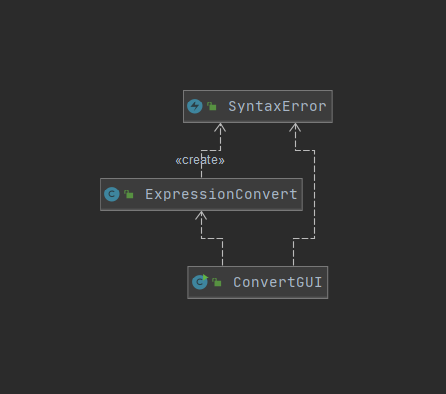 SyntaxError
«create»
ExpressionConvert
ConvertGUI